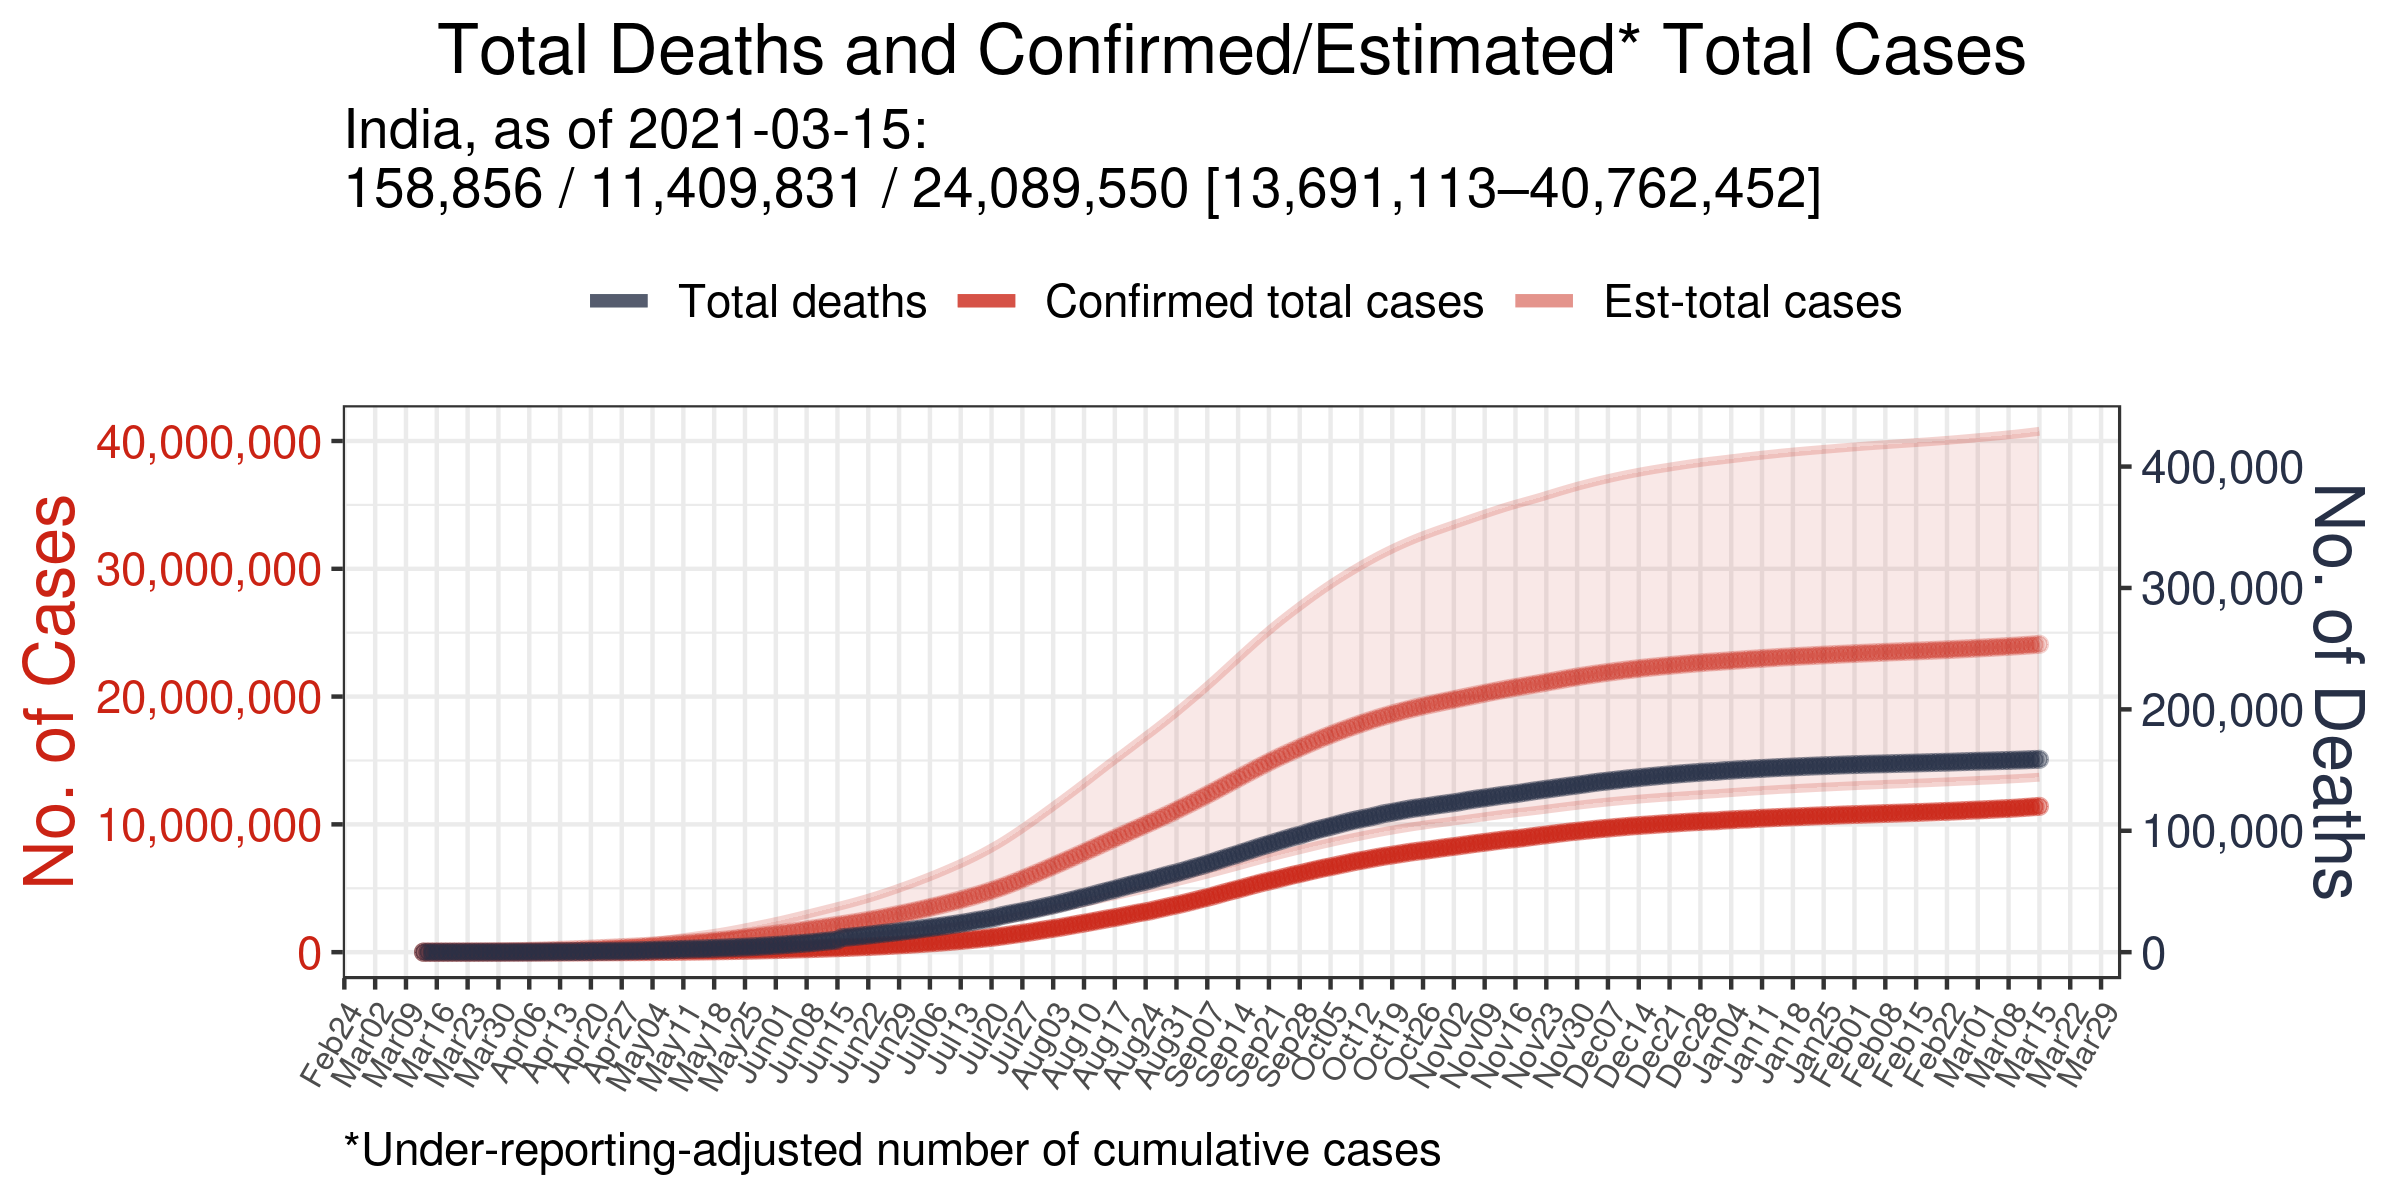 Total Deaths and Confirmed/Estimated* Total Cases
India, as of 2021-03-15:
158,856 / 11,409,831 / 24,089,550 [13,691,113–40,762,452]
Total deaths Confirmed total cases Est-total cases
No. of Cases
40,000,000
30,000,000
20,000,000
10,000,000
0
400,000
300,000
200,000
100,000
0
No. of Deaths
Feb24 Mar02 Mar09 Mar16 Mar23 Mar30 Apr06 Apr13 Apr20 Apr27 May04 May11 May18 May25 Jun01 Jun08 Jun15 Jun22 Jun29 Jul06 Jul13 Jul20 Jul27 Aug03 Aug10 Aug17 Aug24 Aug31 Sep07 Sep14 Sep21 Sep28 Oct05 Oct12 Oct19 Oct26 Nov02 Nov09 Nov16 Nov23 Nov30 Dec07 Dec14 Dec21 Dec28 Jan04 Jan11 Jan18 Jan25 Feb01 Feb08 Feb15 Feb22 Mar01 Mar08 Mar15 Mar22 Mar29
*Under-reporting-adjusted number of cumulative cases